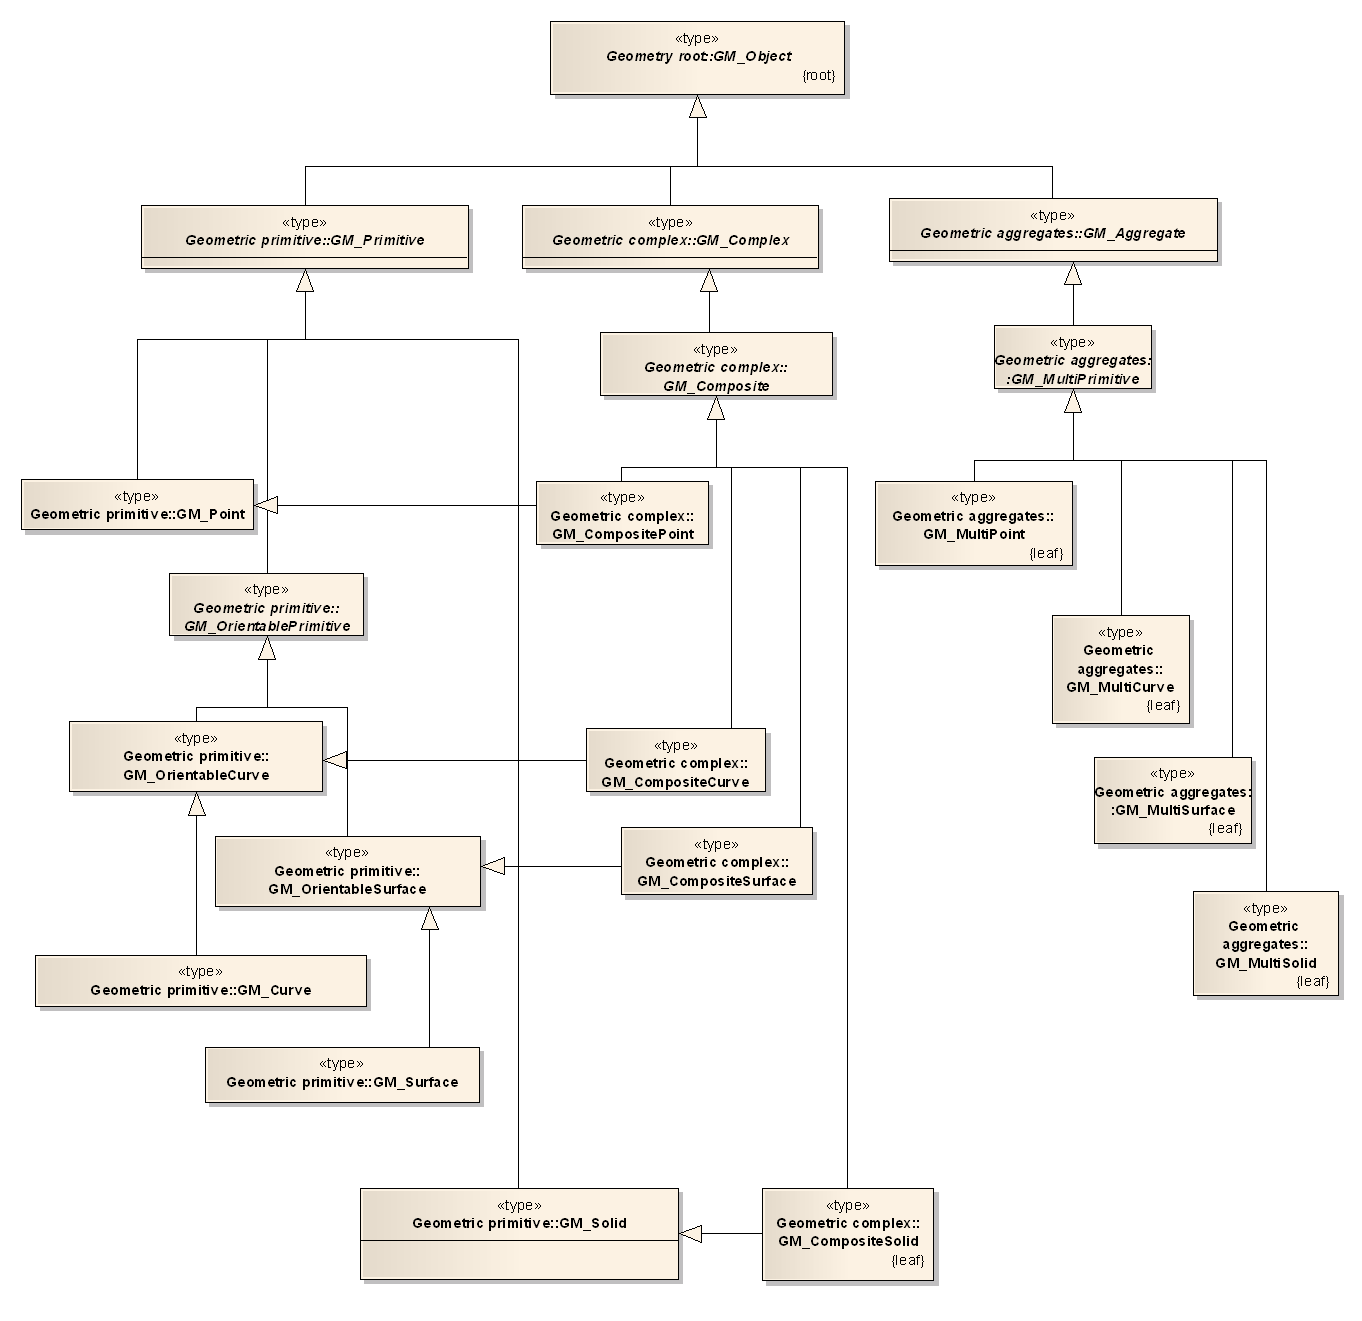 «type»
Geometry root::GM_Object
{root}
«type»
Geometric primitive::GM_Primitive
«type»
Geometric complex::GM_Complex
«type»
Geometric aggregates::GM_Aggregate
«type»
Geometric complex::
GM_Composite
«type»
Geometric aggregates:
:GM_MultiPrimitive
«type»
Geometric primitive::GM_Point
«type»
Geometric complex::
GM_CompositePoint
«type»
Geometric aggregates::
GM_MultiPoint
{leaf}
«type»
Geometric primitive::
GM_OrientablePrimitive
«type»
Geometric
aggregates::
GM_MultiCurve
{leaf}
«type»
Geometric primitive::
GM_OrientableCurve
«type»
Geometric complex::
GM_CompositeCurve
«type»
Geometric aggregates:
:GM_MultiSurface
{leaf}
«type»
Geometric primitive::
GM_OrientableSurface
«type»
Geometric complex::
GM_CompositeSurface
«type»
Geometric
aggregates::
GM_MultiSolid
{leaf}
«type»
Geometric primitive::GM_Curve
«type»
Geometric primitive::GM_Surface
«type»
Geometric primitive::GM_Solid
«type»
Geometric complex::
GM_CompositeSolid
{leaf}